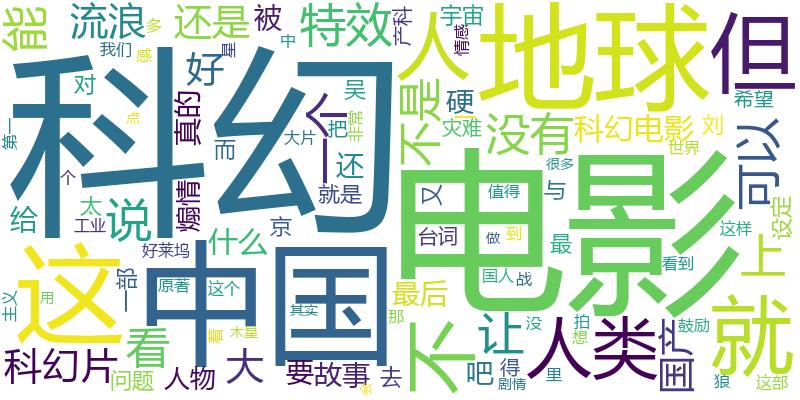 能
流浪
多
还是
被
特效
人
宇宙
产科
情感
地球
但
我们
感
星
中
好
对
真的
一个
吴
把
非常
大片
还
而
不是
硬
灾难
没有
科幻电影
刘
世界
希望
可以
设定
第一
科幻
个
给
太
工业
说
煽情
就是
京
电影
又
台词
值得
做
到
与
很多
最
这样
上
看到
这
中国
一部
好莱坞
原著
什么
这个
其实
着
木星
最后
那
国人
战
主义
用
看
不
让
没
拍
想
人类
国产
鼓励
就
科幻片
问题
人物
大
会
要
故事
去
吧
得
剧情
里
狼
这部
点